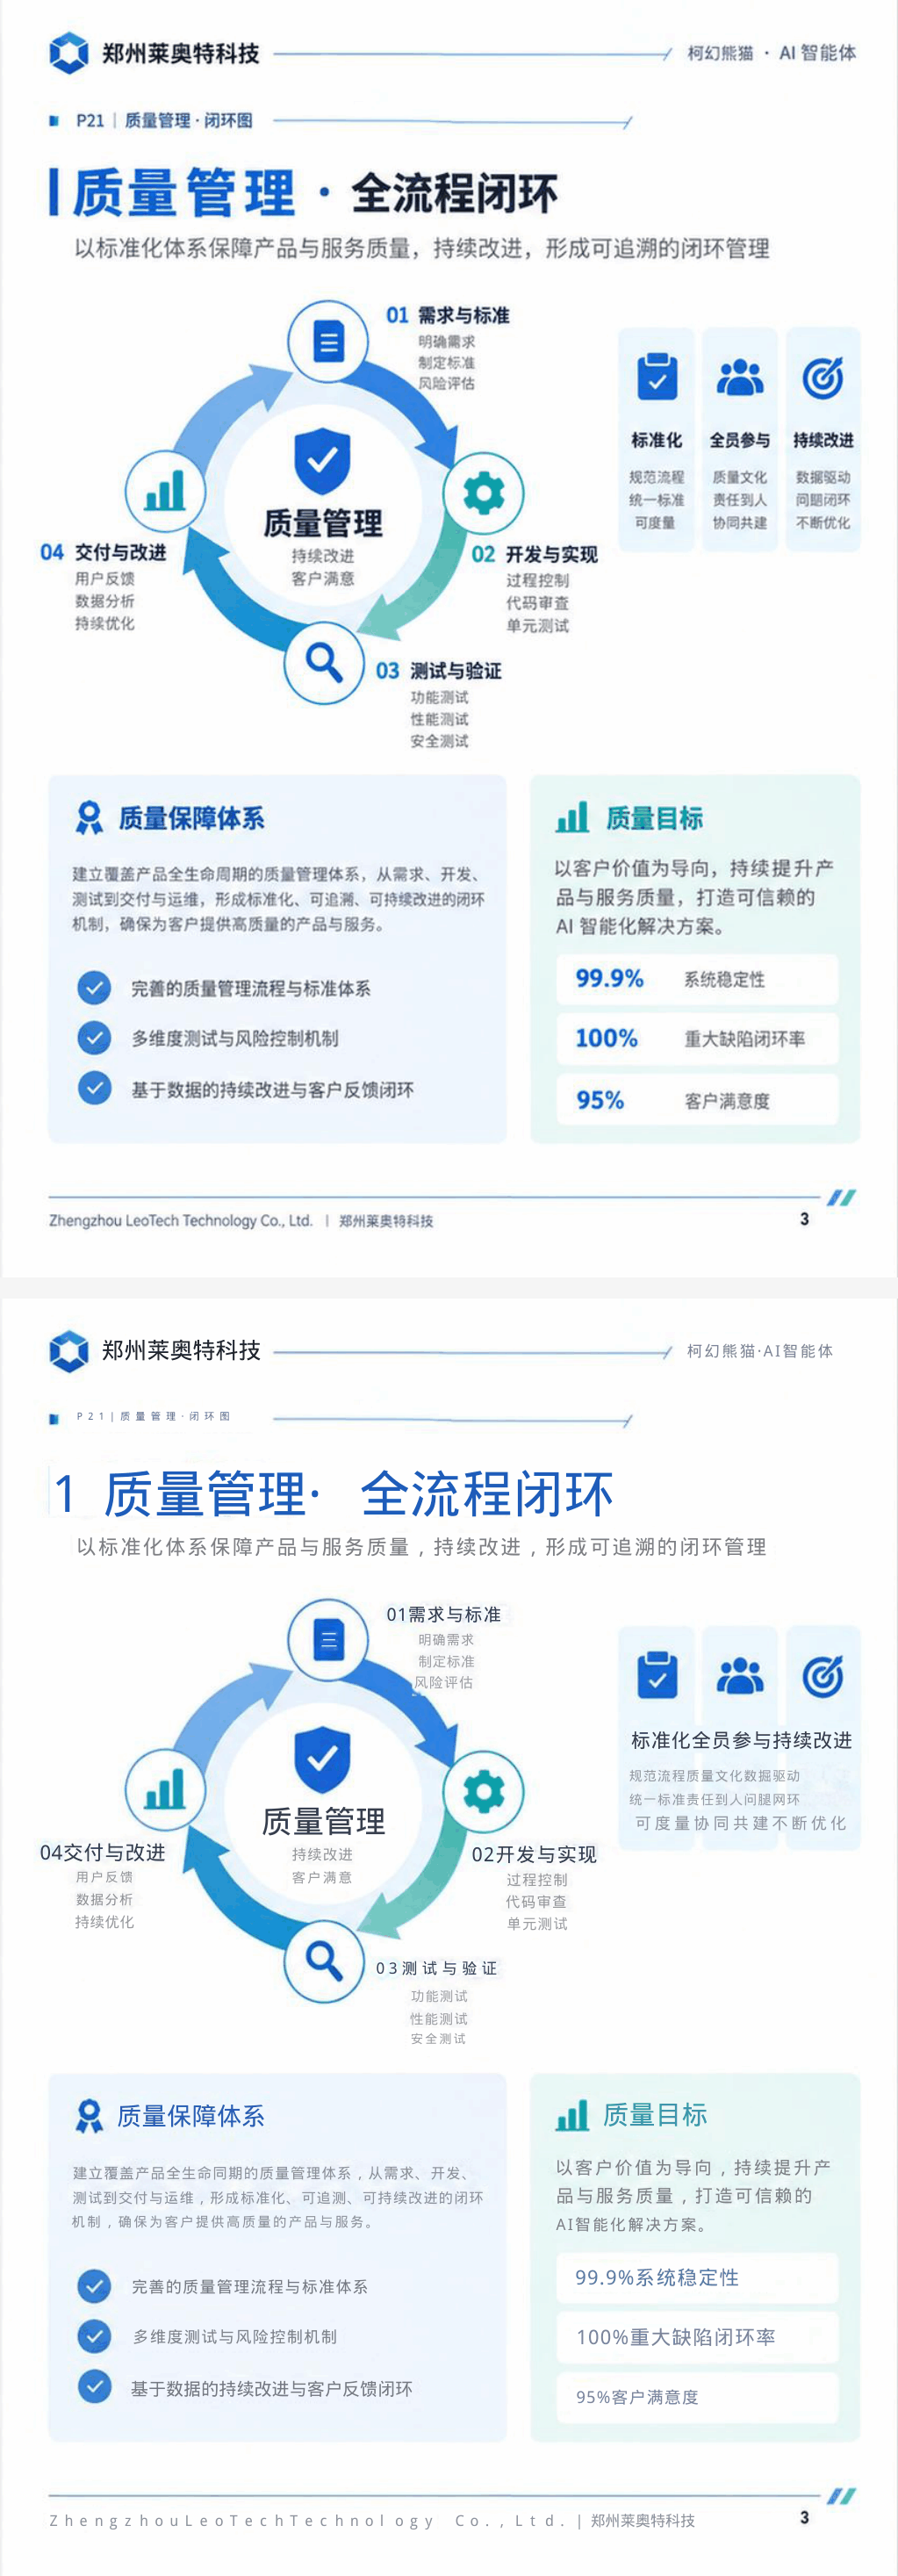 郑州莱奥特科技
柯幻熊猫 · AI 智能体
P21 | 质量管理 · 闭环图
质量管理 · 全流程闭环
以标准化体系保障产品与服务质量，持续改进，形成可追溯的闭环管理
01 需求与标准
明确需求
制定标准
风险评估
标准化
规范流程
统一标准
可度量
全员参与
质量文化
责任到人
协同共建
持续改进
数据驱动
问题闭环
不断优化
质量管理
持续改进
客户满意
04 交付与改进
用户反馈
数据分析
持续优化
02 开发与实现
过程控制
代码审查
单元测试
03 测试与验证
功能测试
性能测试
安全测试
质量保障体系
建立覆盖产品全生命周期的质量管理体系，从需求、开发、
测试到交付与运维，形成标准化、可追溯、可持续改进的闭环
机制，确保为客户提供高质量的产品与服务。
完善的质量管理流程与标准体系
多维度测试与风险控制机制
基于数据的持续改进与客户反馈闭环
质量目标
以客户价值为导向，持续提升产
品与服务质量，打造可信赖的
AI 智能化解决方案。
99.9% 系统稳定性
100% 重大缺陷闭环率
95% 客户满意度
Zhengzhou LeoTech Technology Co., Ltd. | 郑州莱奥特科技
3
郑州莱奥特科技
柯幻熊猫·AI智能体
P21|质量管理·闭环图
1 质量管理· 全流程闭环
以标准化体系保障产品与服务质量,持续改进,形成可追溯的闭环管理
01需求与标准
明确需求
制定标准
风险评估
标准化全员参与持续改进
规范流程质量文化数掘驱动
统一标准责任到人问腿网环
可度量协同共建不断优化
质量管理
持续改进
客户满意
04交付与改进
用户反馈
数据分析
持续优化
02开发与实现
过程控制
代码审查
单元测试
03测试与验证
功能测试
性能测试
安全测试
质量保障体系
建立覆盖产品全生命同期的质量管理体系,从需求、开发、
测试到交付与运维,形成标准化、可追测、可持续改进的闭环
机制,确保为客户提供高质量的产品与服务。
完善的质量管理流程与标准体系
多维度测试与风险控制机制
基于数据的持续改进与客户反馈闭环
质量目标
以客户价值为导向,持续提升产
品与服务质量,打造可信赖的
AI智能化解决方案。
99.9%系统稳定性
100%重大缺陷闭环率
95%客户满意度
ZhengzhouLeoTechTechnology Co.,Ltd.|郑州莱奥特科技
3